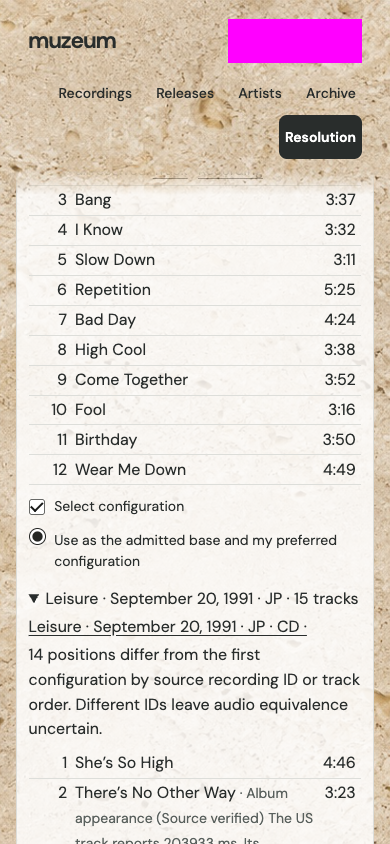 muzeum
Recordings Releases Artists Archive
Resolution
3 Bang 3:37
4 I Know 3:32
5 Slow Down 3:11
6 Repetition 5:25
7 Bad Day 4:24
8 High Cool 3:38
9 Come Together 3:52
10 Fool 3:16
11 Birthday 3:50
12 Wear Me Down 4:49
Select configuration
Use as the admitted base and my preferred
configuration
▼ Leisure · September 20, 1991 · JP · 15 tracks
Leisure · September 20, 1991 · JP · CD ·
14 positions differ from the first
configuration by source recording ID or track
order. Different IDs leave audio equivalence
uncertain.
1 She’s So High 4:46
2 There’s No Other Way · Album 3:23
appearance (Source verified) The US
track reports 203933 ms. Its